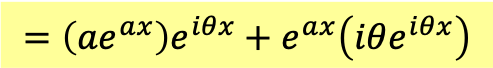 = (ae^{ax})e^{iθx} + e^{ax}(iθe^{iθx})